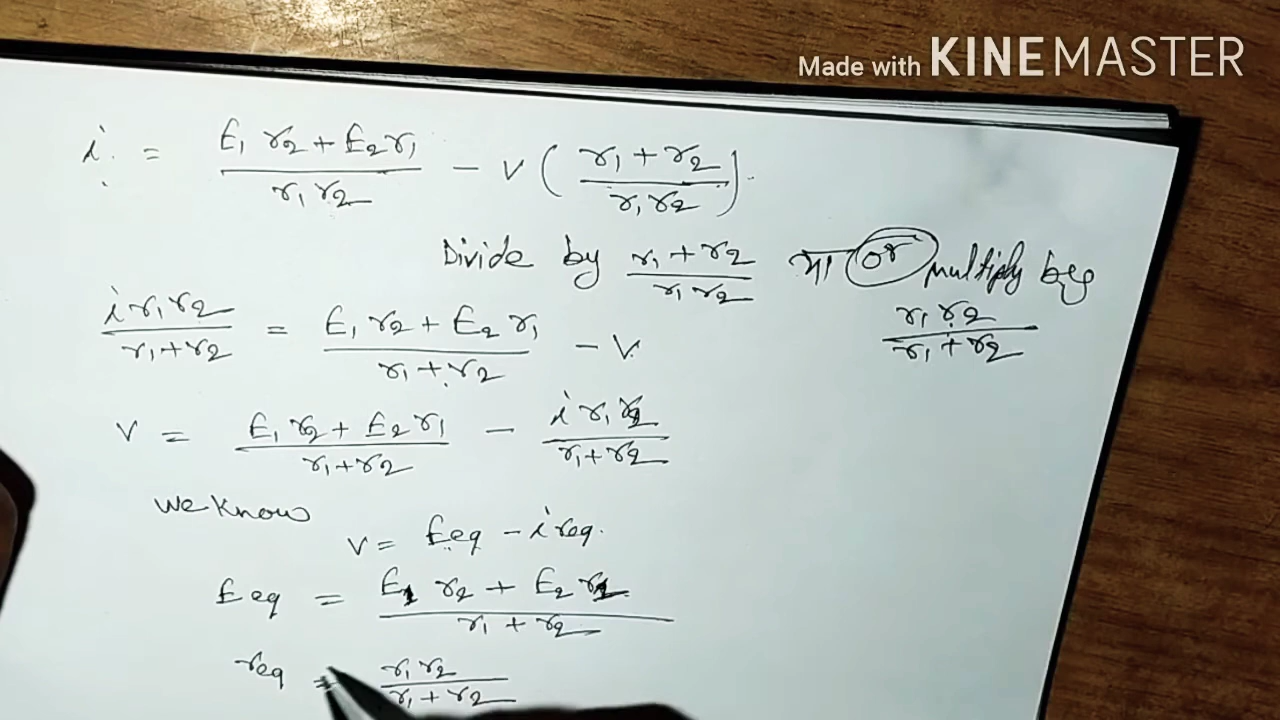 Made with KINEMASTER
i = E₁ r₂ + E₂ r₁ / r₁ r₂ − V ( r₁ + r₂ / r₁ r₂ ).
Divide by r₁ + r₂ / r₁ r₂ या or multiply by r₁ r₂ / r₁ + r₂
i r₁ r₂ / r₁ + r₂ = E₁ r₂ + E₂ r₁ / r₁ + r₂ − V
V = E₁ r₂ + E₂ r₁ / r₁ + r₂ − i r₁ r₂ / r₁ + r₂
We Know
V = Eeq − i req.
Eeq = E₁ r₂ + E₂ r₁ / r₁ + r₂
req = r₁ r₂ / r₁ + r₂